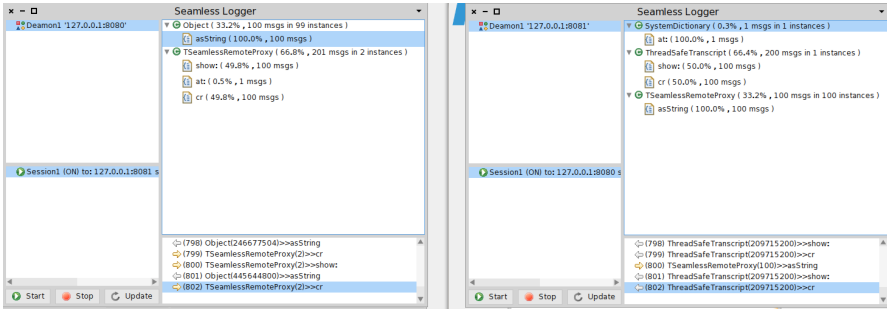 Seamless Logger
Deamon1 '127.0.0.1:8080'
Object ( 33.2% , 100 msgs in 99 instances )
asString ( 100.0% , 100 msgs )
TSeamlessRemoteProxy ( 66.8% , 201 msgs in 2 instances )
show: ( 49.8% , 100 msgs )
at: ( 0.5% , 1 msgs )
cr ( 49.8% , 100 msgs )
Session1 (ON) to: 127.0.0.1:8081 s
(798) Object(246677504)>>asString
(799) TSeamlessRemoteProxy(2)>>cr
(800) TSeamlessRemoteProxy(2)>>show:
(801) Object(445644800)>>asString
(802) TSeamlessRemoteProxy(2)>>cr
Start Stop Update
Seamless Logger
Deamon1 '127.0.0.1:8081'
SystemDictionary ( 0.3% , 1 msgs in 1 instances )
at: ( 100.0% , 1 msgs )
ThreadSafeTranscript ( 66.4% , 200 msgs in 1 instances )
show: ( 50.0% , 100 msgs )
cr ( 50.0% , 100 msgs )
TSeamlessRemoteProxy ( 33.2% , 100 msgs in 100 instances )
asString ( 100.0% , 100 msgs )
Session1 (ON) to: 127.0.0.1:8080 s
(798) ThreadSafeTranscript(209715200)>>show:
(799) ThreadSafeTranscript(209715200)>>cr
(800) TSeamlessRemoteProxy(100)>>asString
(801) ThreadSafeTranscript(209715200)>>show:
(802) ThreadSafeTranscript(209715200)>>cr
Start Stop Update